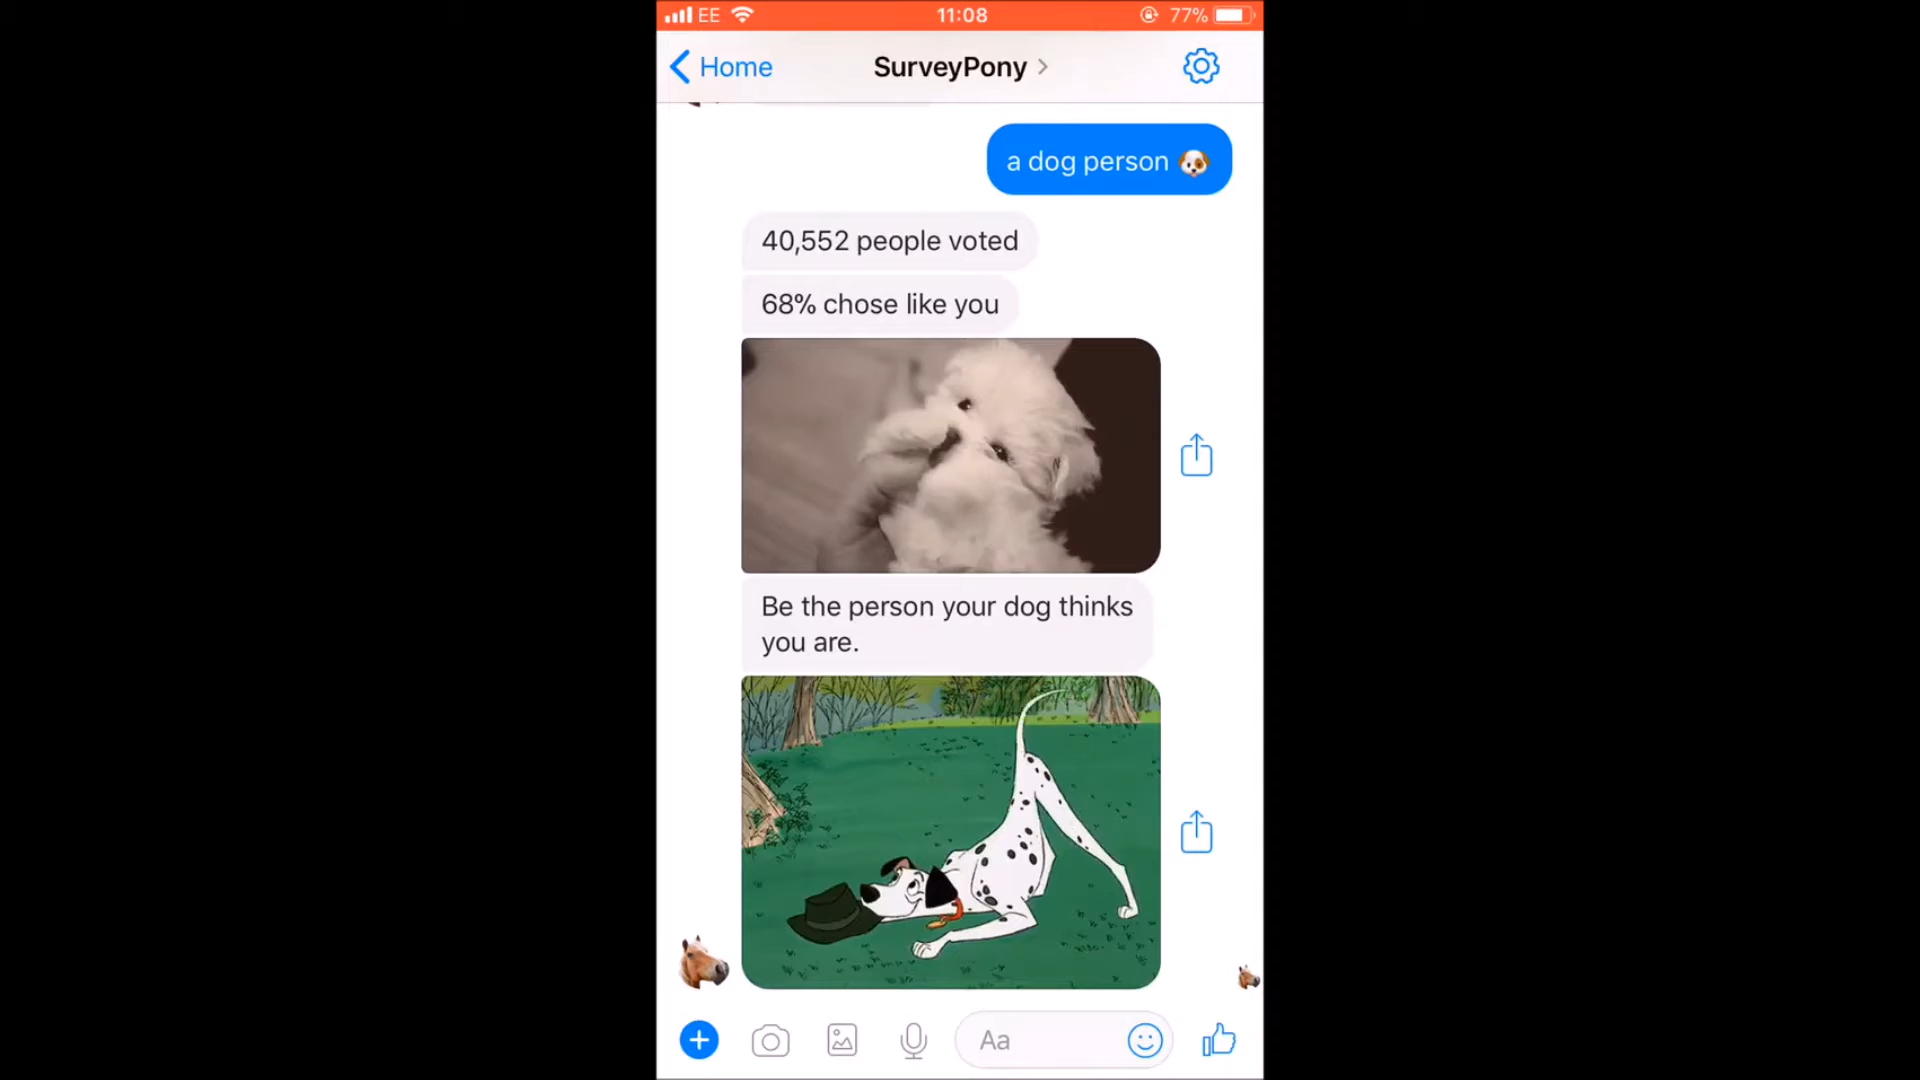 EE
11:08
77%
Home
SurveyPony
a dog person
40,552 people voted
68% chose like you
Be the person your dog thinks
you are.
Aa